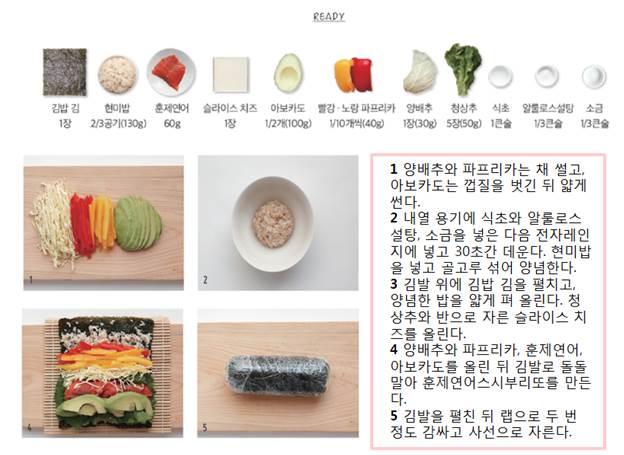 READY
김밥 김 현미밥 훈제연어 슬라이스 치즈 아보카도 빨강·노랑 파프리카 양배추 청상추 식초 알룰로스설탕 소금
1장 2/3공기(130g) 60g 1장 1/2개(100g) 1/10개씩(40g) 1장(30g) 5장(50g) 1큰술 1/3큰술 1/3큰술
1 양배추와 파프리카는 채 썰고,
아보카도는 껍질을 벗긴 뒤 얇게
썬다.
2 내열 용기에 식초와 알룰로스
설탕, 소금을 넣은 다음 전자레인
지에 넣고 30초간 데운다. 현미밥
을 넣고 골고루 섞어 양념한다.
3 김발 위에 김밥 김을 펼치고,
양념한 밥을 얇게 펴 올린다. 청
상추와 반으로 자른 슬라이스 치
즈를 올린다.
4 양배추와 파프리카, 훈제연어,
아보카도를 올린 뒤 김발로 돌돌
말아 훈제연어스시부리또를 만든
다.
5 김발을 펼친 뒤 랩으로 두 번
정도 감싸고 사선으로 자른다.
1
2
4
5